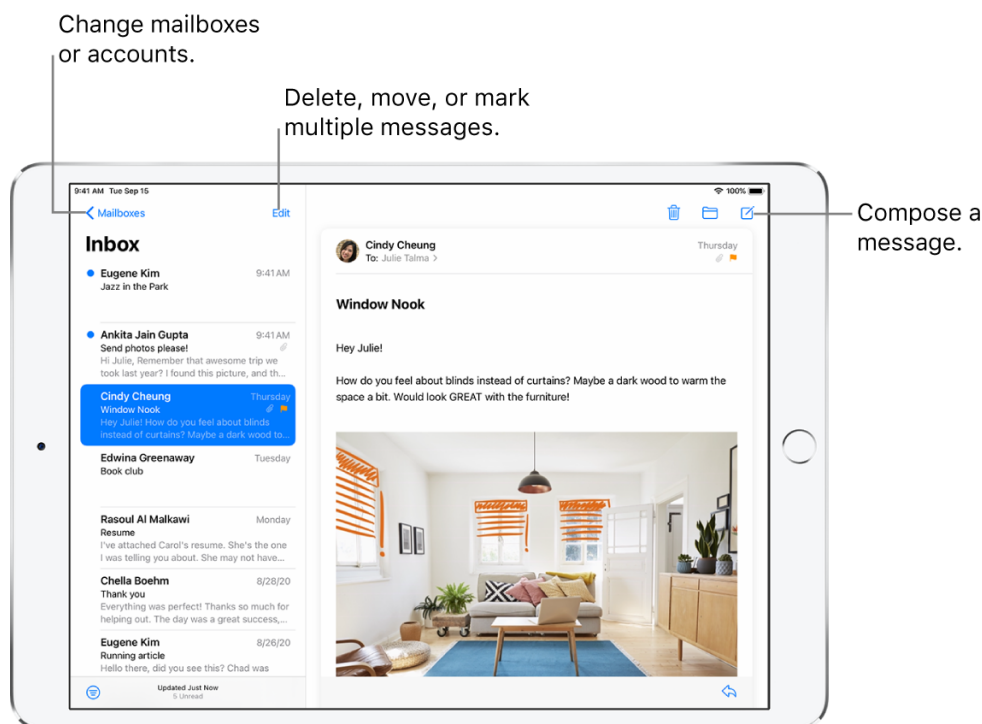 Change mailboxes
or accounts.
Delete, move, or mark
multiple messages.
9:41 AM Tue Sep 15
100%
Mailboxes
Edit
Inbox
Eugene Kim 9:41 AM
Jazz in the Park
Ankita Jain Gupta 9:41 AM
Send photos please!
Hi Julie, Remember that awesome trip we
took last year? I found this picture, and th...
Cindy Cheung Thursday
Window Nook
Hey Julie! How do you feel about blinds
instead of curtains? Maybe a dark wood to...
Edwina Greenaway Tuesday
Book club
Rasoul Al Malkawi Monday
Resume
I've attached Carol's resume. She's the one
I was telling you about. She may not have...
Chella Boehm 8/28/20
Thank you
Everything was perfect! Thanks so much for
helping out. The day was a great success,...
Eugene Kim 8/26/20
Running article
Hello there, did you see this? Chad was
Updated Just Now
5 Unread
Cindy Cheung Thursday
To: Julie Talma
Window Nook
Hey Julie!
How do you feel about blinds instead of curtains? Maybe a dark wood to warm the
space a bit. Would look GREAT with the furniture!
Compose a
message.